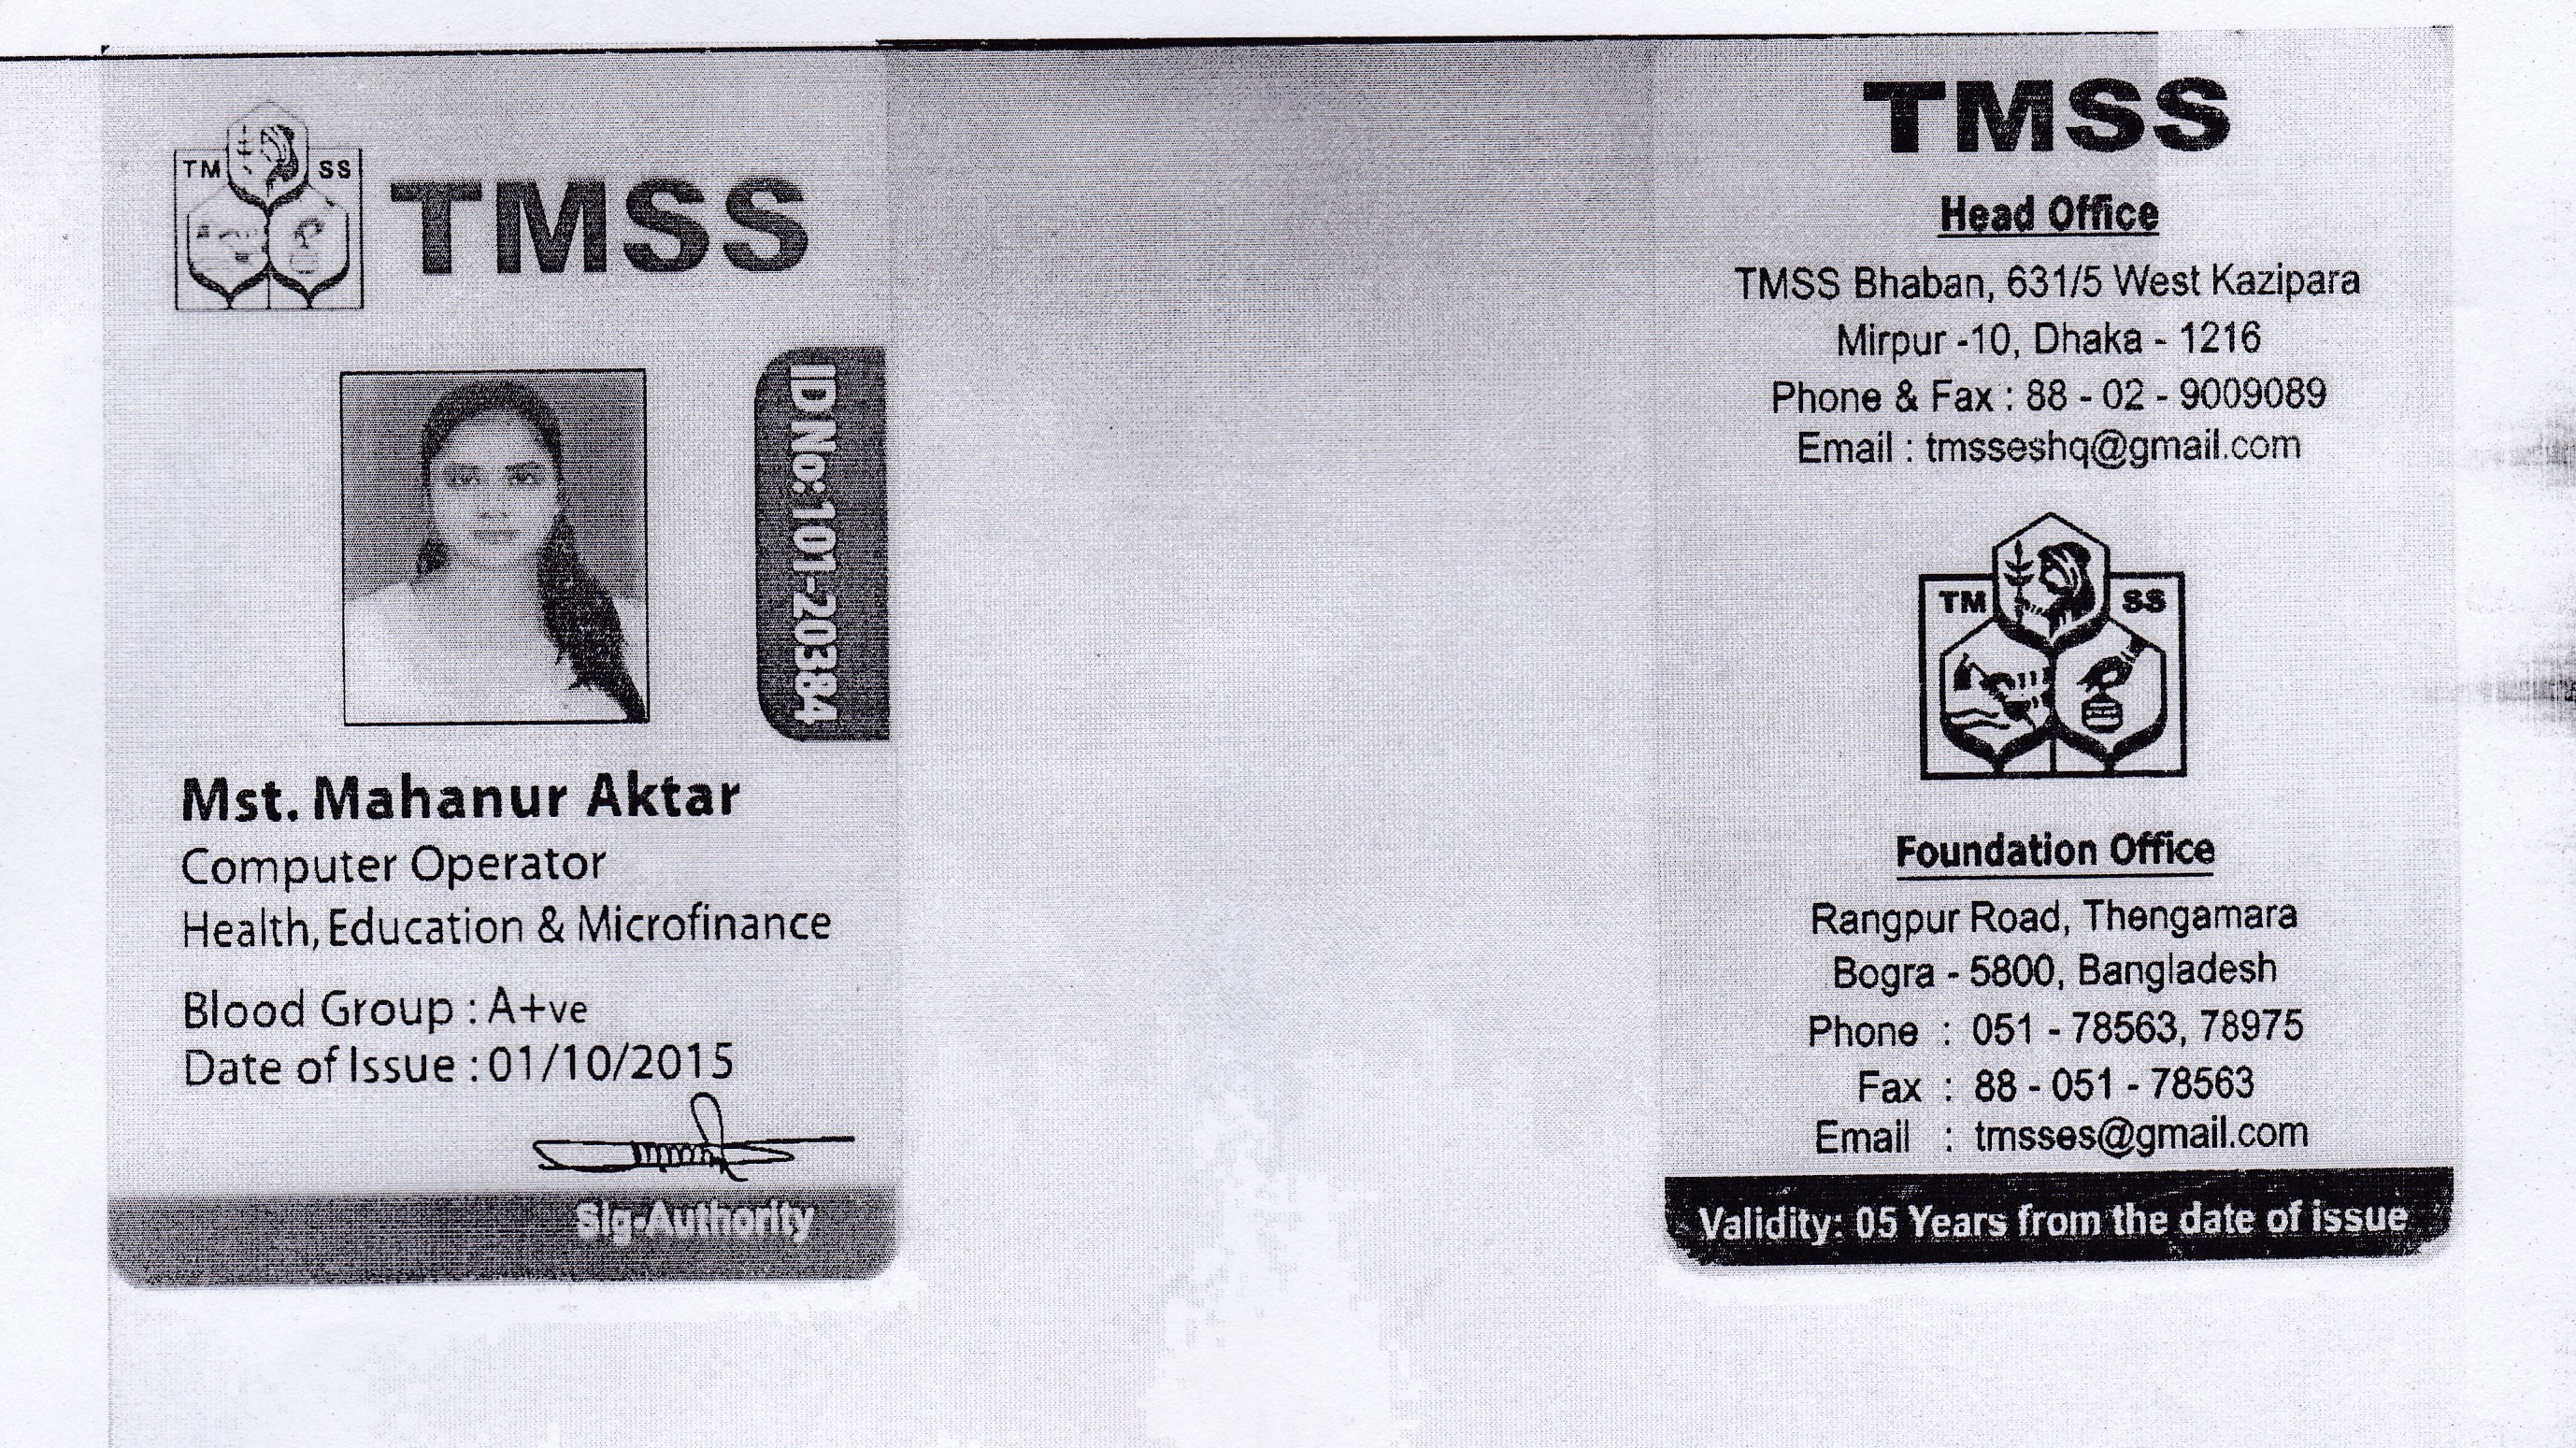 TM SS
TMSS
ID No: 101-20384
Mst. Mahanur Aktar
Computer Operator
Health, Education & Microfinance
Blood Group : A+ve
Date of Issue : 01/10/2015
Sig-Authority
TMSS
Head Office
TMSS Bhaban, 631/5 West Kazipara
Mirpur -10, Dhaka - 1216
Phone & Fax : 88 - 02 - 9009089
Email : tmsseshq@gmail.com
TM SS
Foundation Office
Rangpur Road, Thengamara
Bogra - 5800, Bangladesh
Phone : 051 - 78563, 78975
Fax : 88 - 051 - 78563
Email : tmsses@gmail.com
Validity: 05 Years from the date of issue